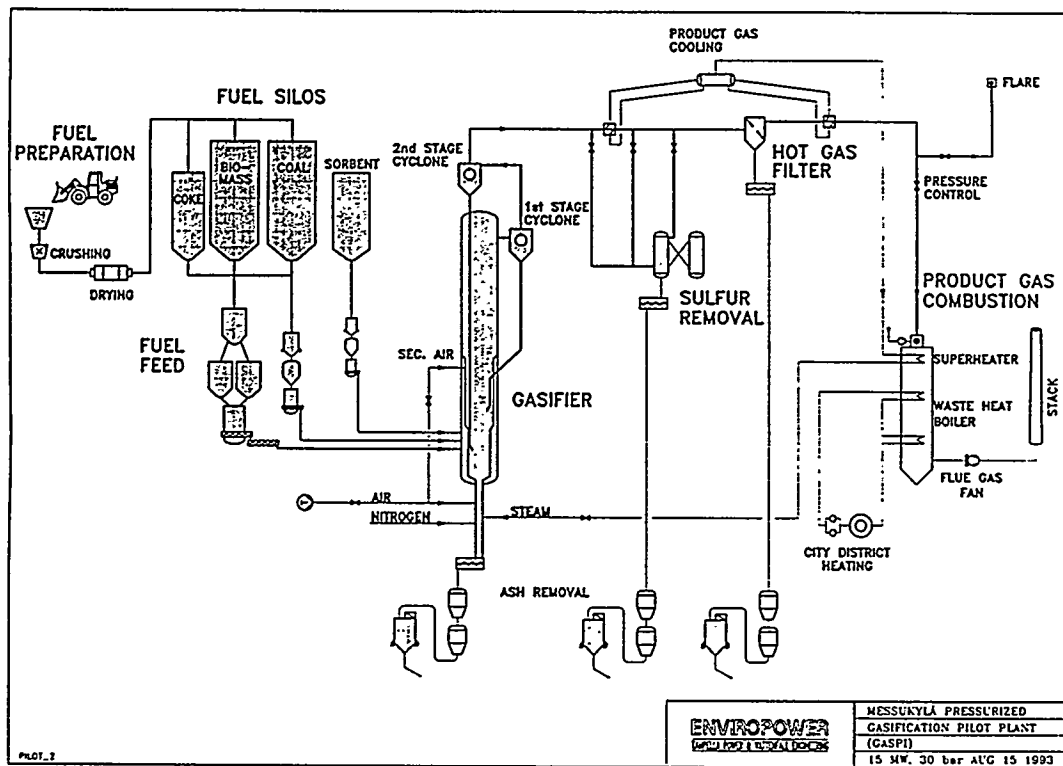 PRODUCT GAS
COOLING
FLARE
FUEL SILOS
FUEL
PREPARATION
2nd STAGE
CYCLONE
HOT GAS
FILTER
COKE
BIO-
MASS
COAL
SORBENT
1st STAGE
CYCLONE
PRESSURE
CONTROL
CRUSHING
DRYING
SULFUR
REMOVAL
PRODUCT GAS
COMBUSTION
FUEL
FEED
SEC. AIR
GASIFIER
SUPERHEATER
WASTE HEAT
BOILER
STACK
FLUE GAS
FAN
AIR
NITROGEN
STEAM
CITY DISTRICT
HEATING
ASH REMOVAL
ENVIROPOWER
MESSUKYLÄ PRESSURIZED
GASIFICATION PILOT PLANT
(GASPI)
15 MW, 30 bar AUG 15 1993
PILOT_2